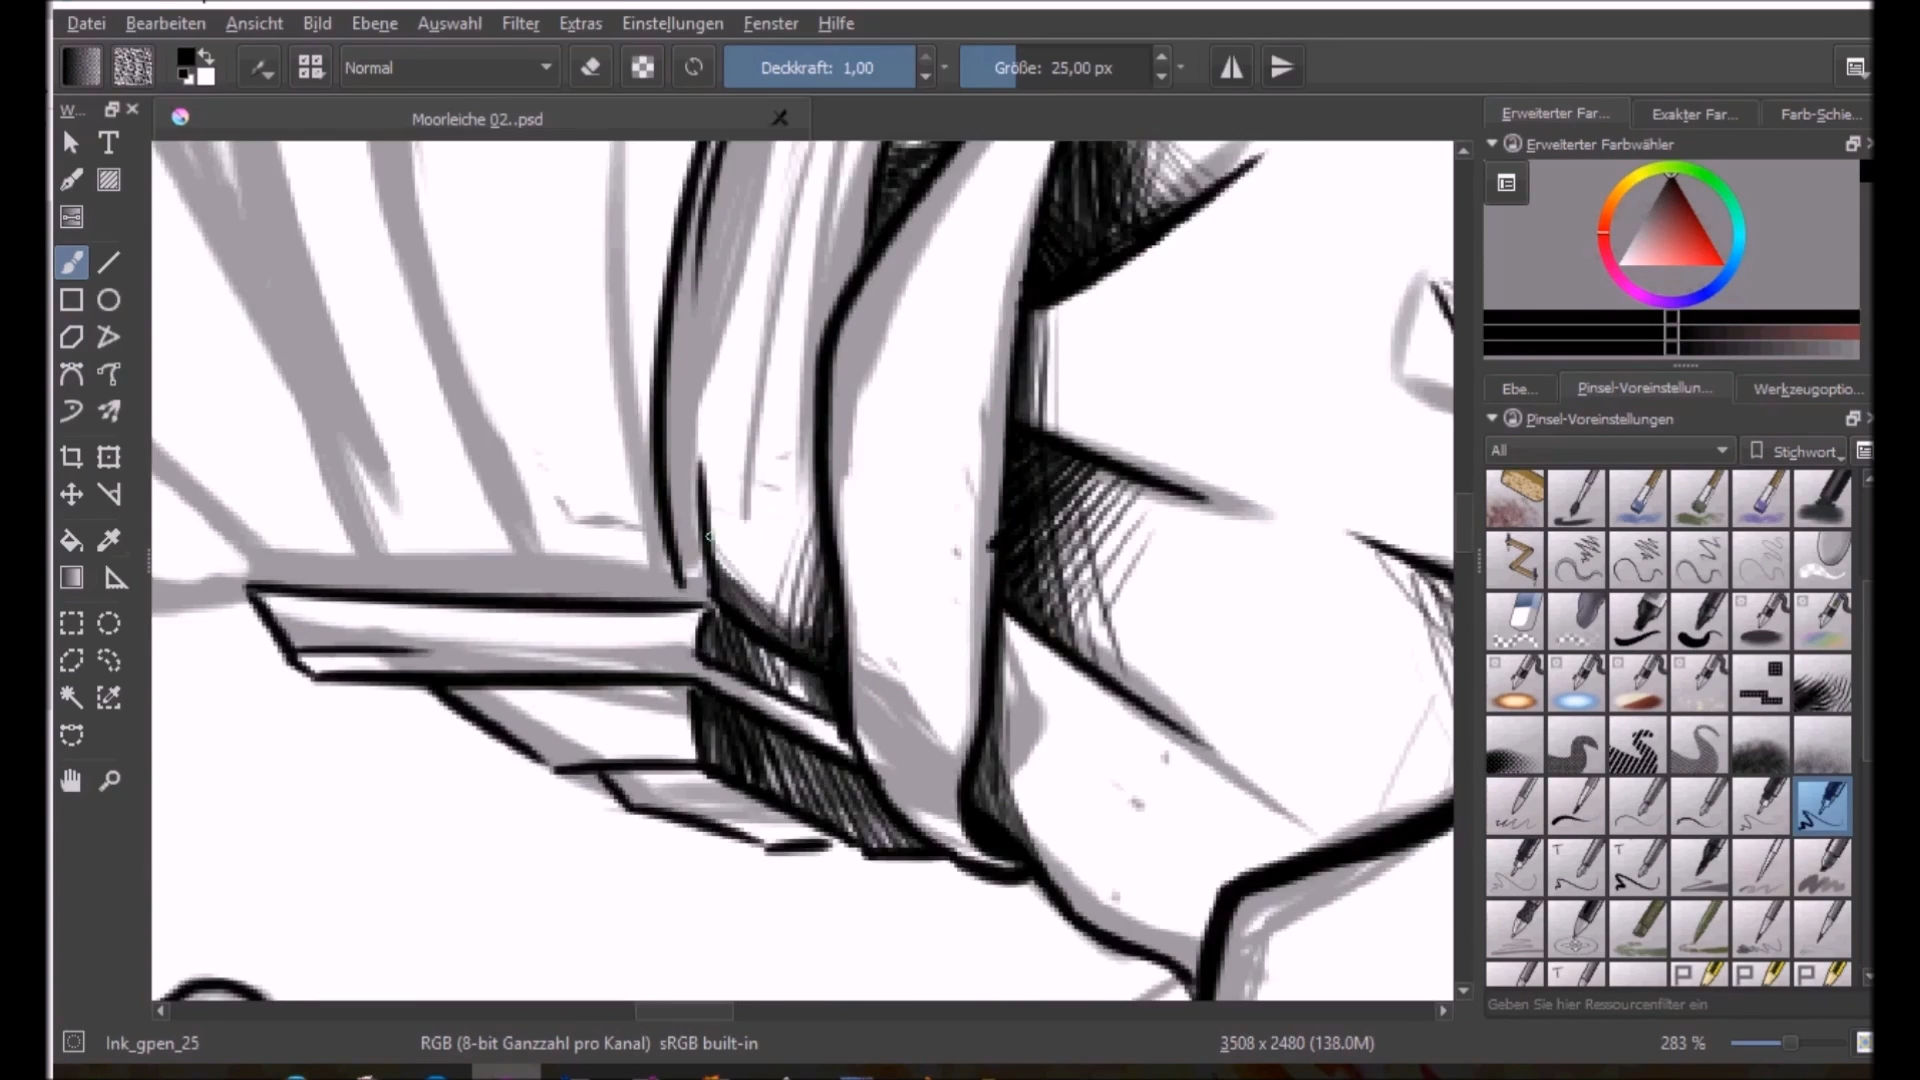 Datei Bearbeiten Ansicht Bild Ebene Auswahl Filter Extras Einstellungen Fenster Hilfe
Normal Deckkraft: 1,00 Größe: 25,00 px
W...
Moorleiche 02..psd
Erweiterter Far... Exakter Far... Farb-Schie...
Erweiterter Farbwähler
Ebe... Pinsel-Voreinstellun... Werkzeugoptio...
Pinsel-Voreinstellungen
All Stichwort
Geben Sie hier Ressourcenfilter ein
Ink_gpen_25 RGB (8-bit Ganzzahl pro Kanal) sRGB built-in 3508 x 2480 (138.0M) 283 %